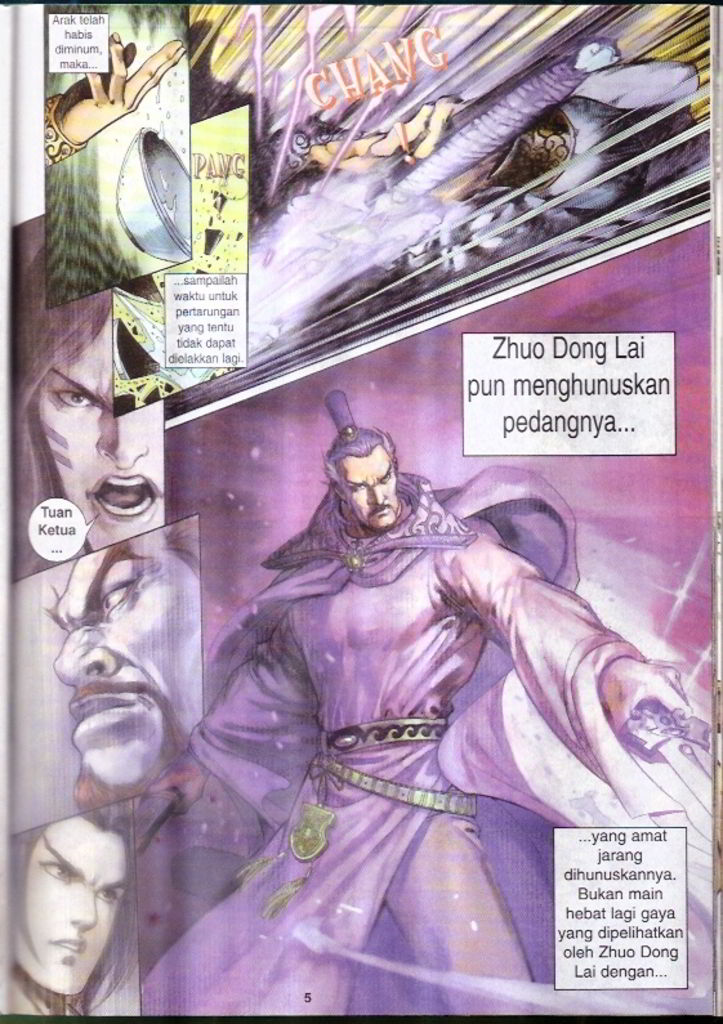 Arak telah
habis
diminum,
maka...
CHANG
!
PANG
...sampailah
waktu untuk
pertarungan
yang tentu
tidak dapat
dielakkan lagi.
Zhuo Dong Lai
pun menghunuskan
pedangnya...
Tuan
Ketua
...
...yang amat
jarang
dihunuskannya.
Bukan main
hebat lagi gaya
yang dipelihatkan
oleh Zhuo Dong
Lai dengan...
5